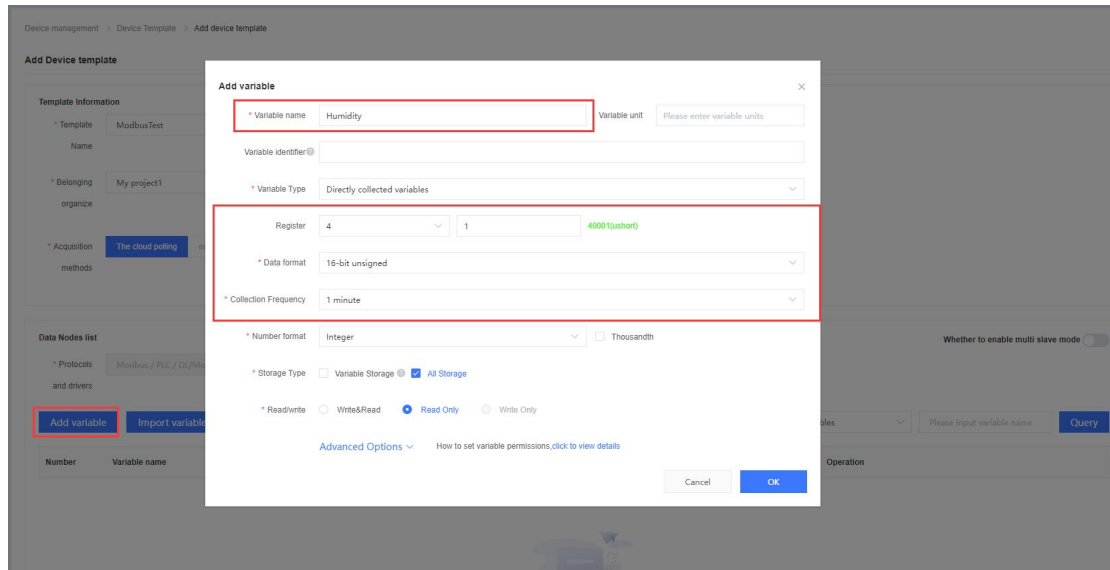 Device management > Device Template > Add device template
Add Device template
Template Information
* Template Name
ModbusTest
* Belonging organize
My project1
* Acquisition methods
The cloud polling
Data Nodes list
Whether to enable multi slave mode
* Protocols and drivers
Modbus / PLC / DL/Mo
Add variable
Import variable
Please input variable name
Query
Number
Variable name
Operation
Add variable
* Variable name
Humidity
Variable unit
Please enter variable units
Variable identifier
* Variable Type
Directly collected variables
Register
4
1
40001(ushort)
* Data format
16-bit unsigned
* Collection Frequency
1 minute
* Number format
Integer
Thousandth
* Storage Type
Variable Storage
All Storage
* Read/write
Write&Read
Read Only
Write Only
Advanced Options
How to set variable permissions,click to view details
Cancel
OK